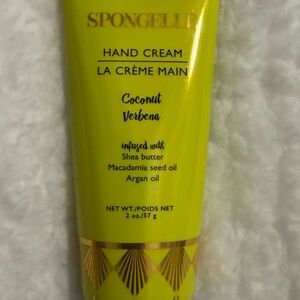 SPONGELLÉ
HAND CREAM
LA CRÈME MAIN
Coconut
Verbena
infused with
Shea butter
Macadamia seed oil
Argan oil
NET WT./POIDS NET
2 oz./57 g